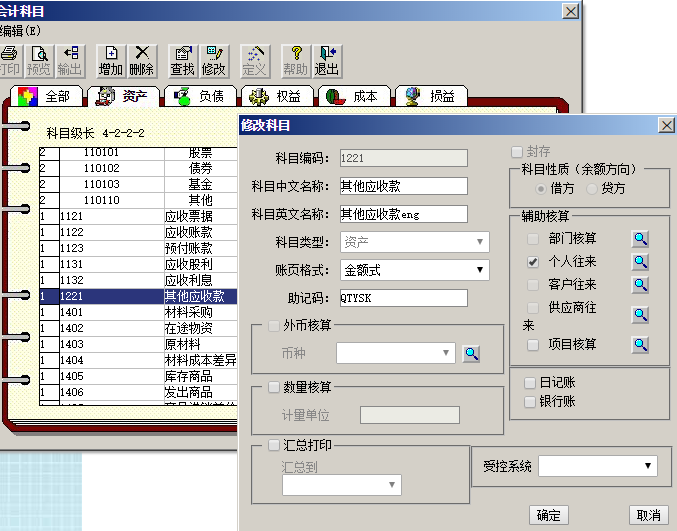 会计科目
编辑(E)
打印 预览 输出 增加 删除 查找 修改 定义 帮助 退出
全部 资产 负债 权益 成本 损益
科目级长 4-2-2-2
2 110101 股票
2 110102 债券
2 110103 基金
2 110110 其他
1 1121 应收票据
1 1122 应收账款
1 1123 预付账款
1 1131 应收股利
1 1132 应收利息
1 1221 其他应收款
1 1401 材料采购
1 1402 在途物资
1 1403 原材料
1 1404 材料成本差异
1 1405 库存商品
1 1406 发出商品
修改科目
科目编码: 1221
科目中文名称: 其他应收款
科目英文名称: 其他应收款eng
科目类型: 资产
账页格式: 金额式
助记码: QTYSK
外币核算
币种
数量核算
计量单位
汇总打印
汇总到
封存
科目性质（余额方向）
借方 贷方
辅助核算
部门核算
个人往来
客户往来
供应商往
来
项目核算
日记账
银行账
受控系统
确定 取消